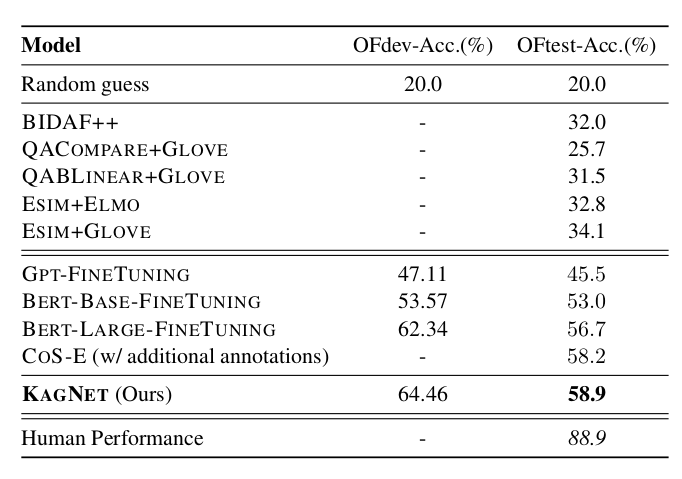 Model OFdev-Acc.(%) OFtest-Acc.(%)
Random guess 20.0 20.0
BIDAF++ - 32.0
QACOMPARE+GLOVE - 25.7
QABLINEAR+GLOVE - 31.5
ESIM+ELMO - 32.8
ESIM+GLOVE - 34.1
GPT-FINETUNING 47.11 45.5
BERT-BASE-FINETUNING 53.57 53.0
BERT-LARGE-FINETUNING 62.34 56.7
COS-E (w/ additional annotations) - 58.2
KAGNET (Ours) 64.46 58.9
Human Performance - 88.9